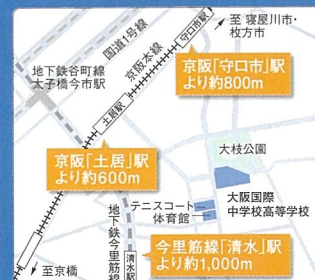 守口市駅
至 寝屋川市・
枚方市
国道1号線
京阪本線
京阪「守口市」駅
より約800m
地下鉄谷町線
太子橋今市駅
土居駅
大枝公園
京阪「土居」駅
より約600m
テニスコート
体育館
大阪国際
中学校高等学校
地下鉄今里筋線
今里筋線「清水」駅
より約1,000m
清水駅
至京橋